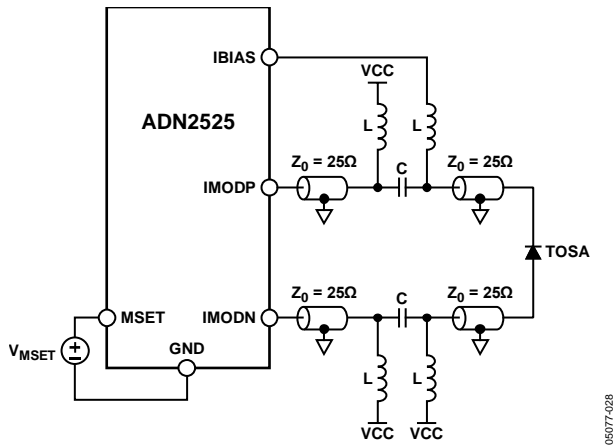 IBIAS
VCC
ADN2525
L
L
Z0 = 25Ω
C
Z0 = 25Ω
IMODP
TOSA
Z0 = 25Ω
C
Z0 = 25Ω
MSET
IMODN
VMSET
GND
L
L
VCC
VCC
05077-028